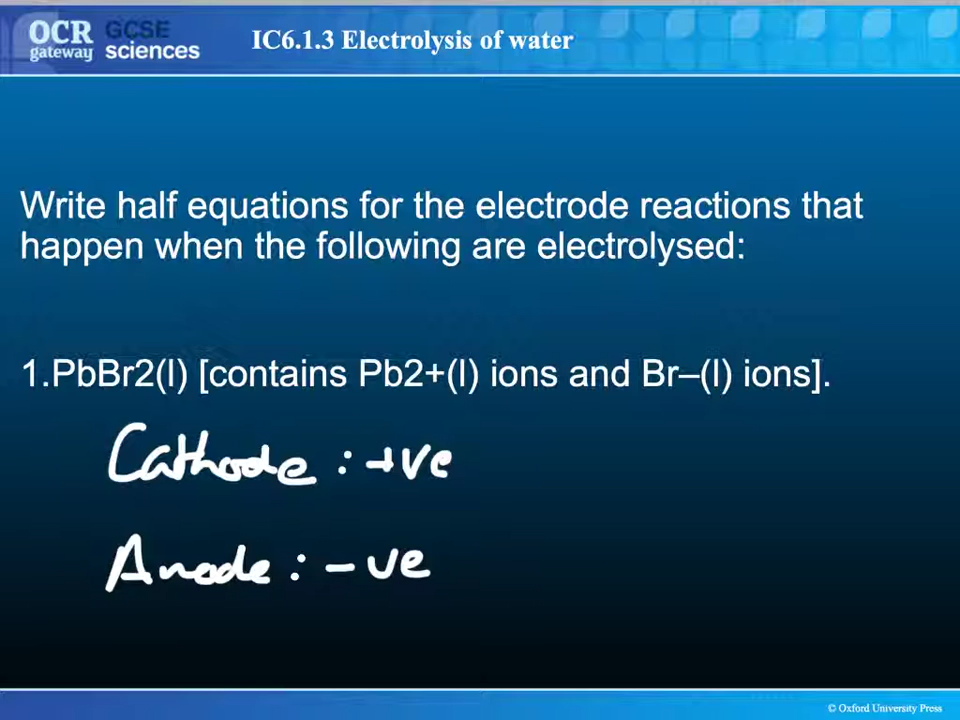 OCR gateway GCSE sciences
IC6.1.3 Electrolysis of water
Write half equations for the electrode reactions that
happen when the following are electrolysed:
1.PbBr2(l) [contains Pb2+(l) ions and Br–(l) ions].
Cathode : +ve
Anode : -ve
© Oxford University Press